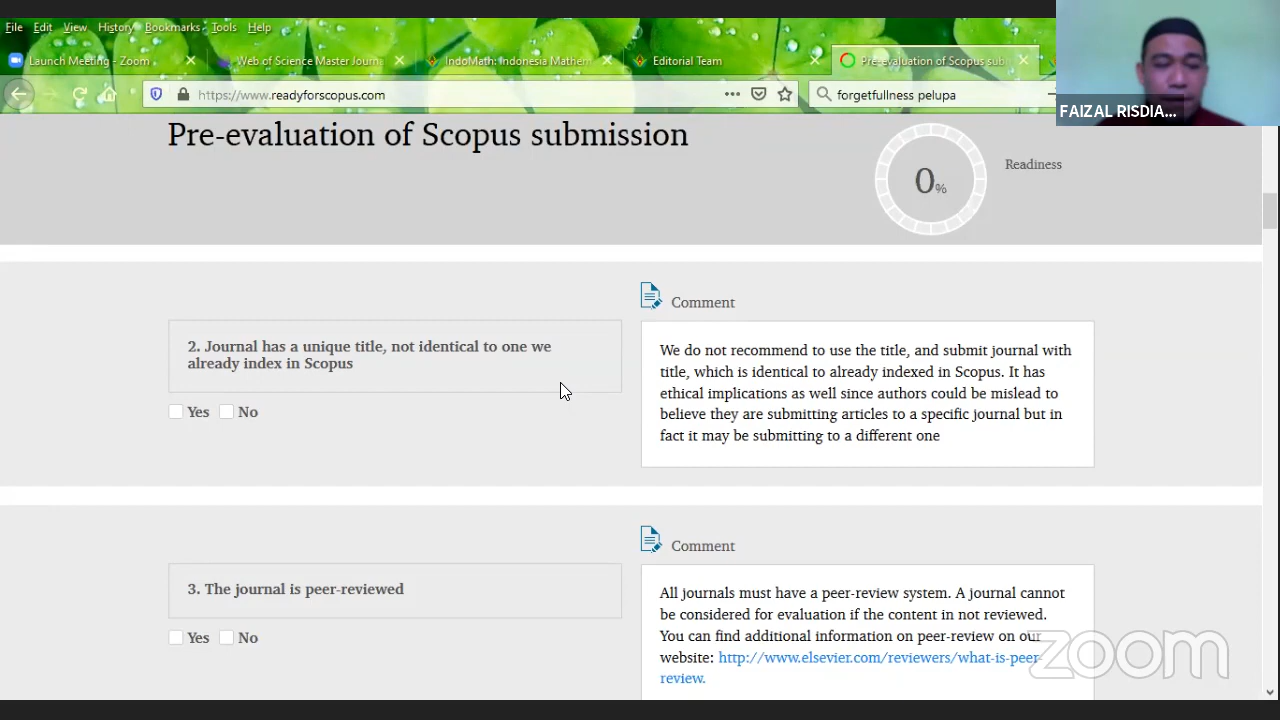 File Edit View History Bookmarks Tools Help
Launch Meeting - Zoom
Web of Science Master Journa
IndoMath: Indonesia Mathem
Editorial Team
Pre-evaluation of Scopus sub
https://www.readyforscopus.com
forgetfullness pelupa
FAIZAL RISDIA...
Pre-evaluation of Scopus submission
0%
Readiness
Comment
2. Journal has a unique title, not identical to one we
already index in Scopus
Yes No
We do not recommend to use the title, and submit journal with
title, which is identical to already indexed in Scopus. It has
ethical implications as well since authors could be mislead to
believe they are submitting articles to a specific journal but in
fact it may be submitting to a different one
Comment
3. The journal is peer-reviewed
Yes No
All journals must have a peer-review system. A journal cannot
be considered for evaluation if the content in not reviewed.
You can find additional information on peer-review on our
website: http://www.elsevier.com/reviewers/what-is-peer-
review.
zoom